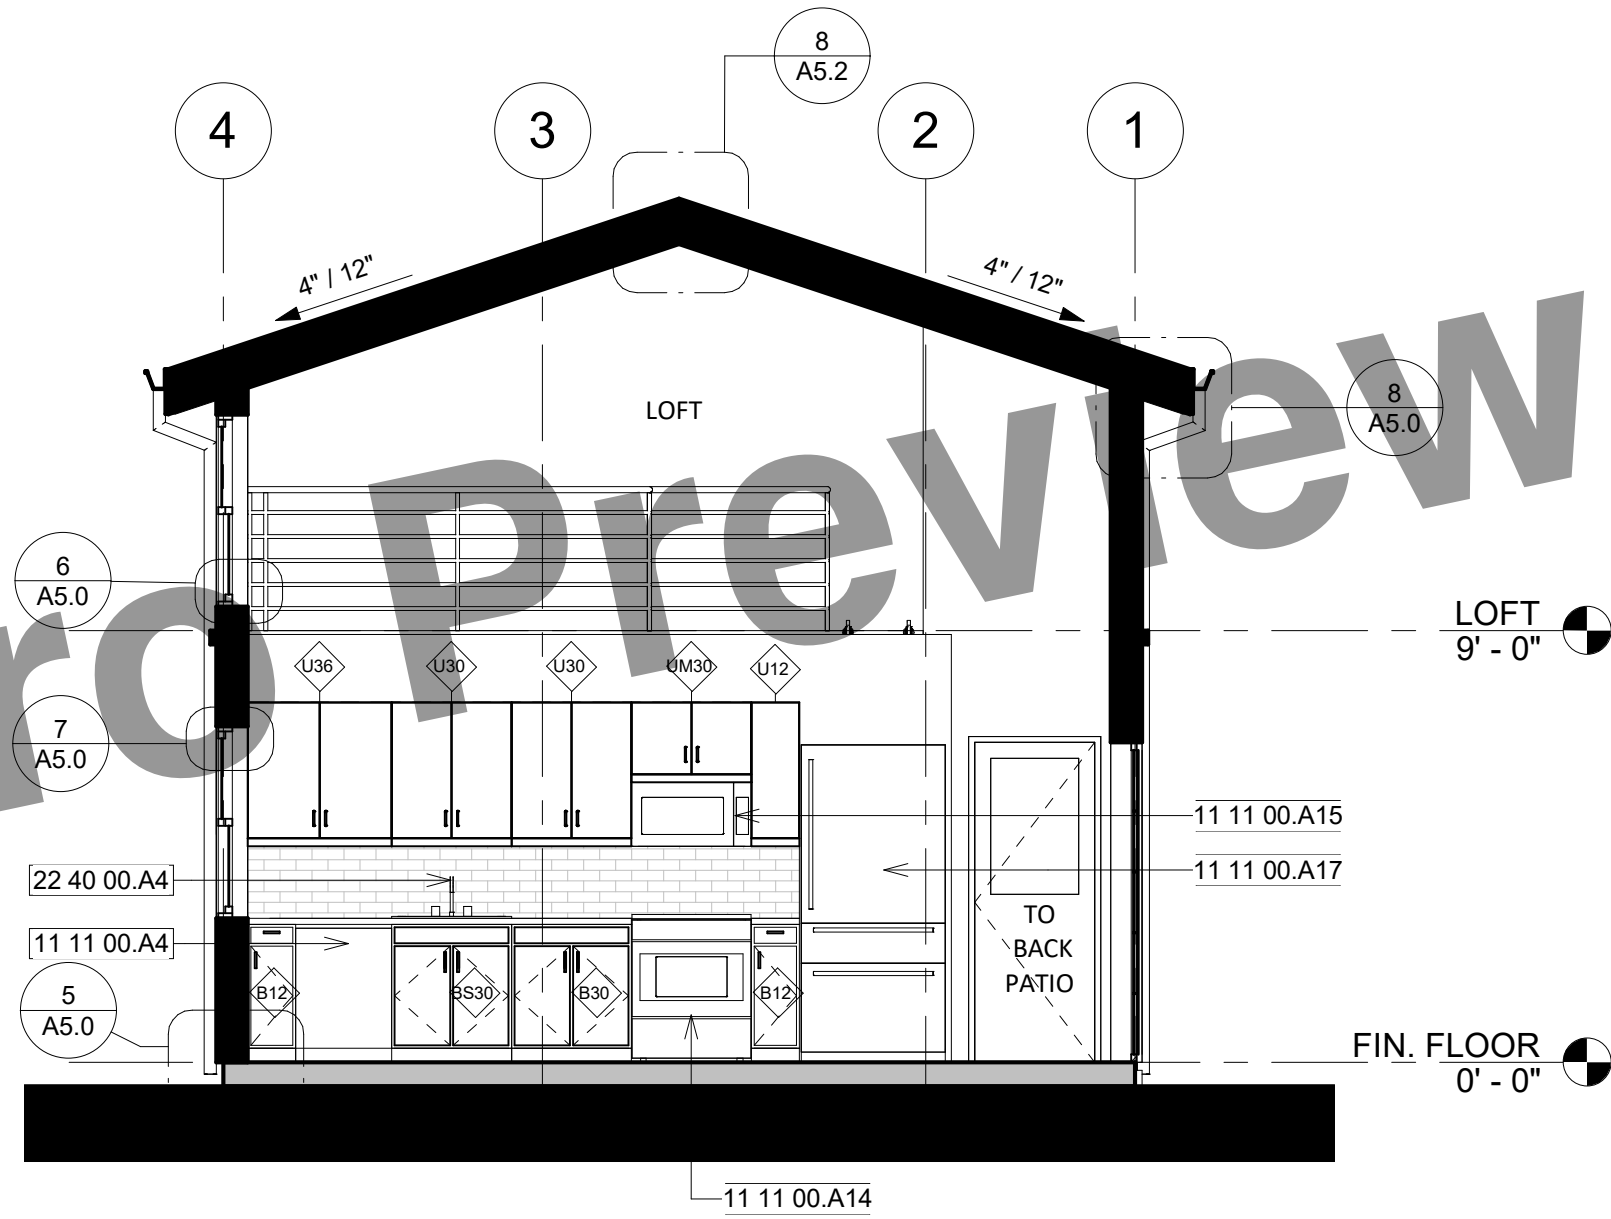 8
A5.2
4
3
2
1
4" / 12"
4" / 12"
8
A5.0
LOFT
6
A5.0
LOFT
9' - 0"
U36
U30
U30
UM30
U12
7
A5.0
11 11 00.A15
11 11 00.A17
22 40 00.A4
11 11 00.A4
TO
BACK
PATIO
B12
BS30
B30
B12
5
A5.0
FIN. FLOOR
0' - 0"
11 11 00.A14
ro Preview